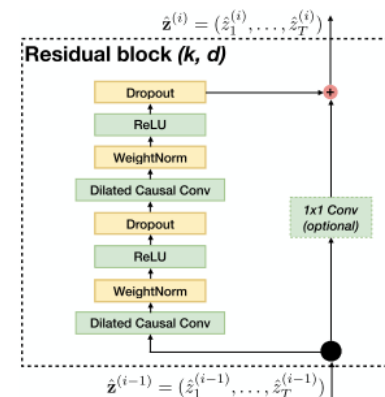 ẑ^(i) = (ẑ_1^(i), . . . , ẑ_T^(i))
Residual block (k, d)
Dropout
+
ReLU
WeightNorm
Dilated Causal Conv
1x1 Conv
(optional)
Dropout
ReLU
WeightNorm
Dilated Causal Conv
ẑ^(i−1) = (ẑ_1^(i−1), . . . , ẑ_T^(i−1))